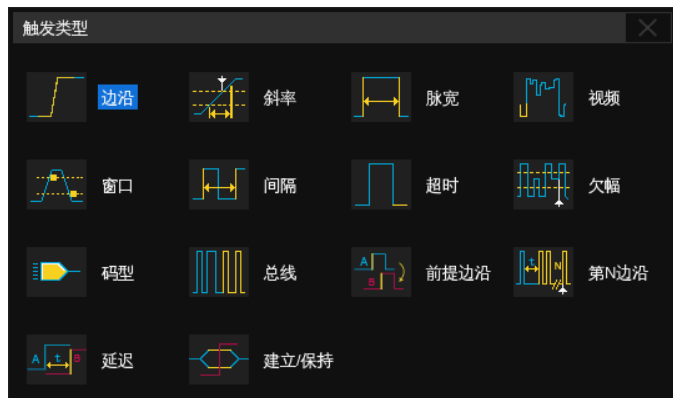 触发类型
边沿 斜率 脉宽 视频
窗口 间隔 超时 欠幅
码型 总线 A B 前提边沿 t N 第N边沿
A t B 延迟 建立/保持